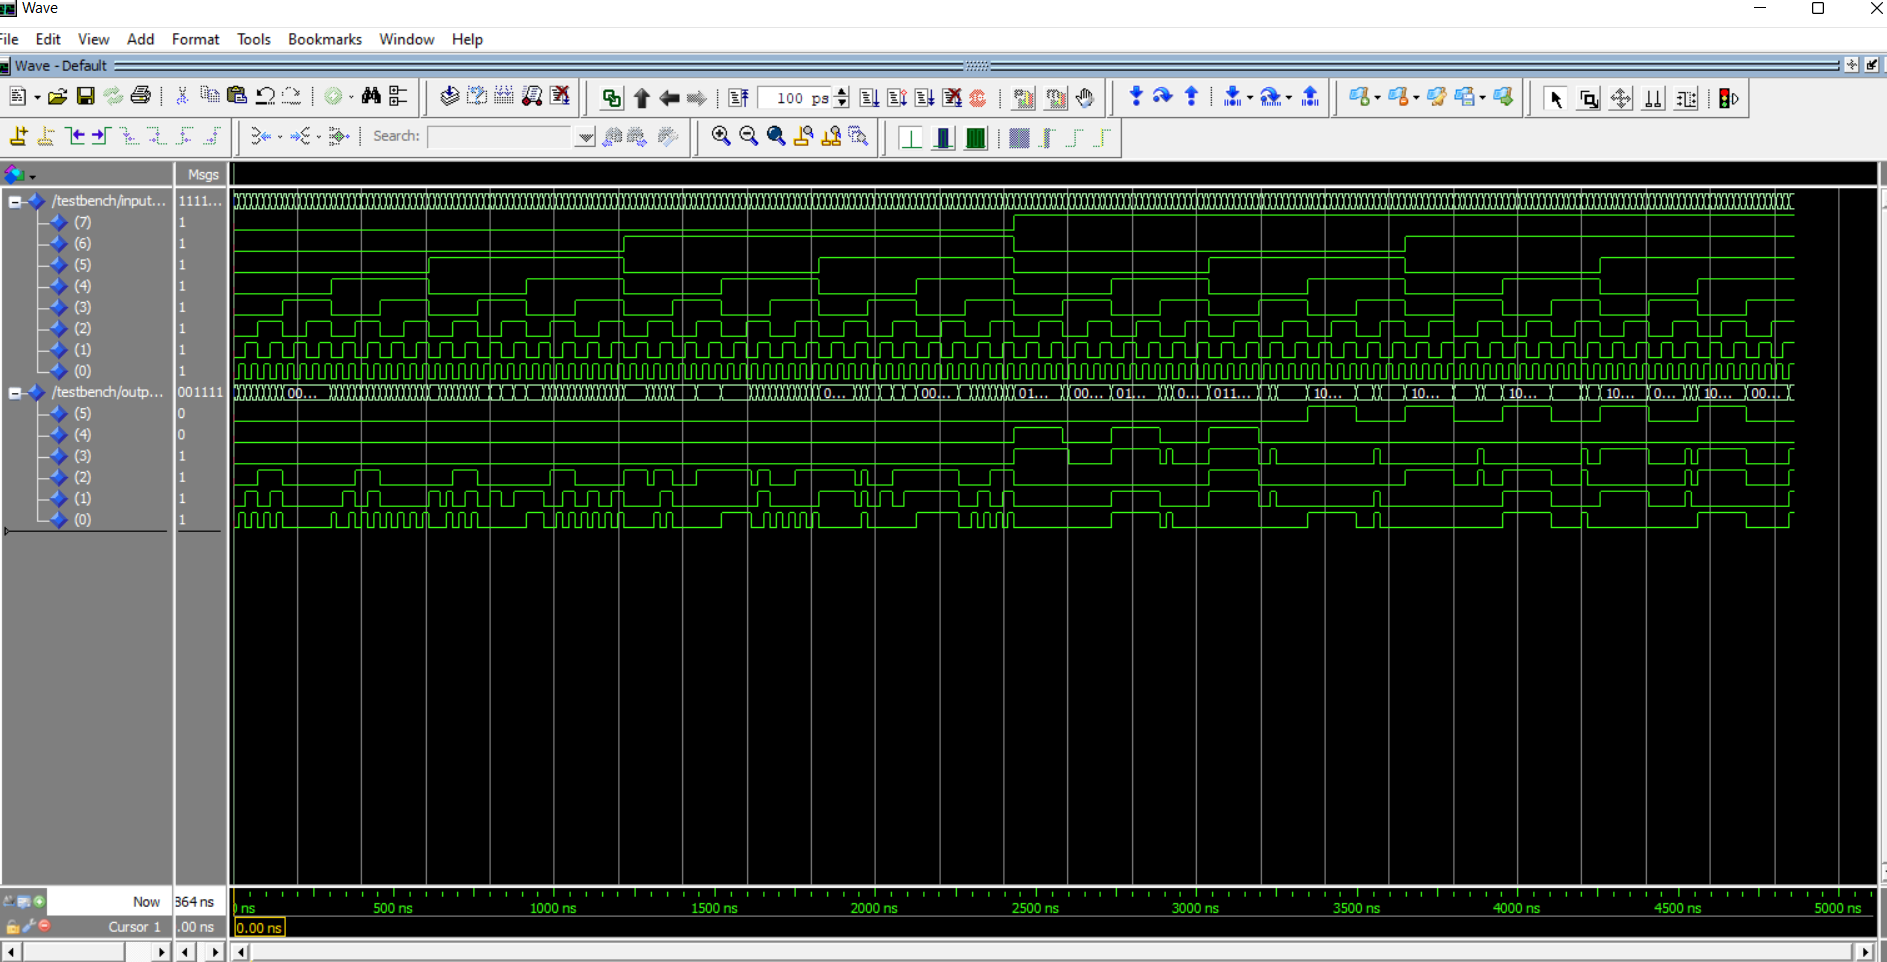 Wave
File Edit View Add Format Tools Bookmarks Window Help
Wave - Default
100 ps
Search:
Msgs
/testbench/input... 1111...
(7) 1
(6) 1
(5) 1
(4) 1
(3) 1
(2) 1
(1) 1
(0) 1
/testbench/outp... 001111 00... 0... 00... 01... 00... 01... 0... 011... 10... 10... 10... 10... 0... 10... 00...
(5) 0
(4) 0
(3) 1
(2) 1
(1) 1
(0) 1
Now 864 ns ns 500 ns 1000 ns 1500 ns 2000 ns 2500 ns 3000 ns 3500 ns 4000 ns 4500 ns 5000 ns
Cursor 1 .00 ns 0.00 ns